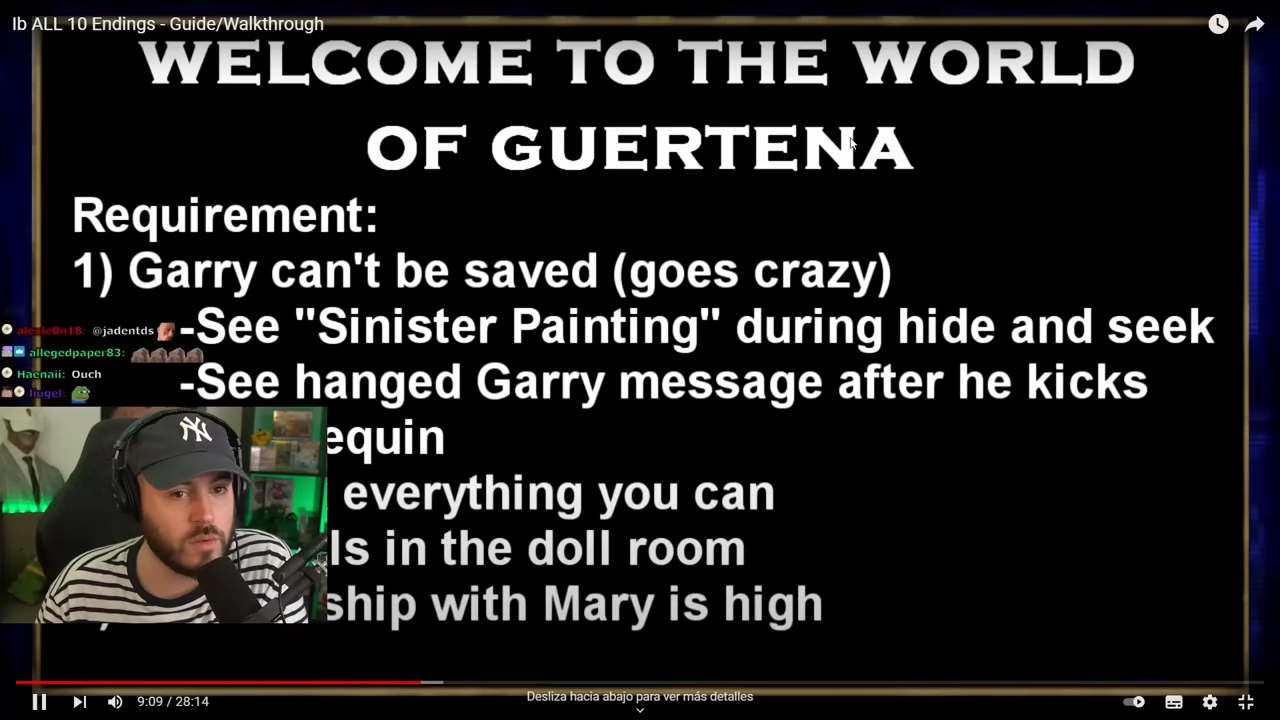 Ib ALL 10 Endings - Guide/Walkthrough
WELCOME TO THE WORLD
OF GUERTENA
Requirement:
1) Garry can't be saved (goes crazy)
-See "Sinister Painting" during hide and seek
-See hanged Garry message after he kicks
equin
everything you can
ls in the doll room
ship with Mary is high
alexie0n18: @jadentds
allegedpaper83:
Haenaii: Ouch
NY
9:09 / 28:14
Desliza hacia abajo para ver más detalles